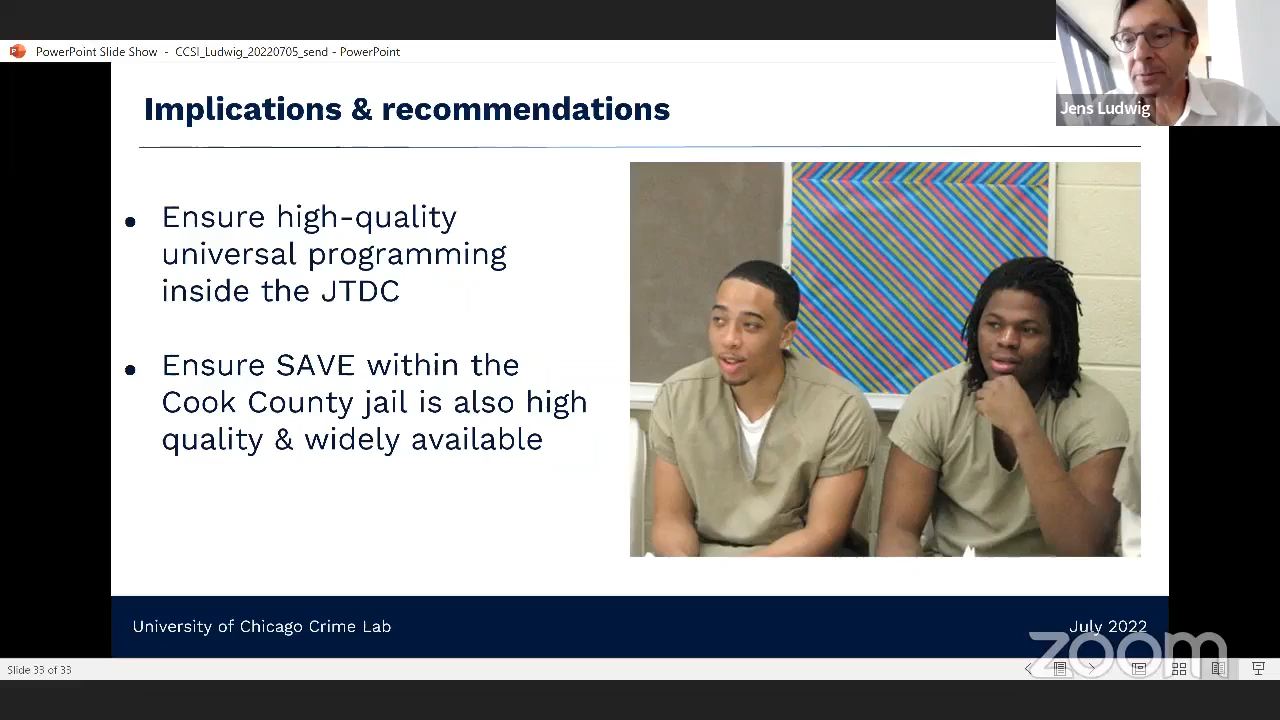 PowerPoint Slide Show - CCSI_Ludwig_20220705_send - PowerPoint
Jens Ludwig
Implications & recommendations
• Ensure high-quality
universal programming
inside the JTDC
• Ensure SAVE within the
Cook County jail is also high
quality & widely available
University of Chicago Crime Lab
July 2022
zoom
Slide 33 of 33